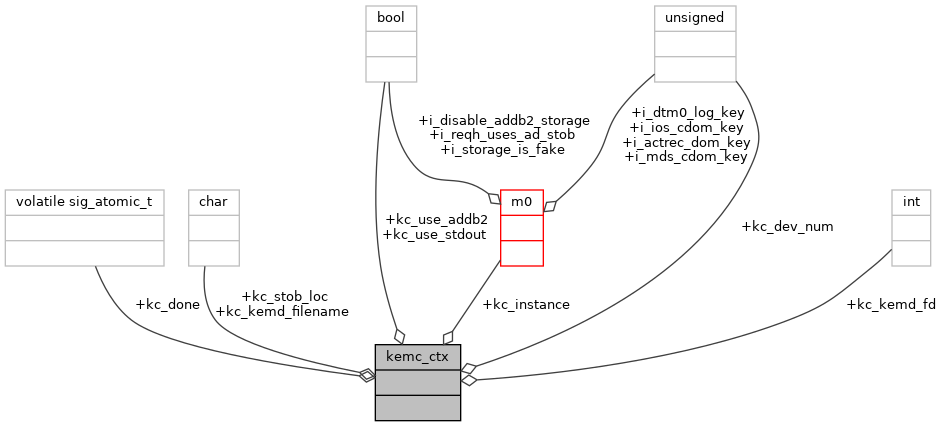 bool
unsigned
+i_disable_addb2_storage
+i_reqh_uses_ad_stob
+i_storage_is_fake
+i_dtm0_log_key
+i_ios_cdom_key
+i_actrec_dom_key
+i_mds_cdom_key
volatile sig_atomic_t
char
m0
int
+kc_use_addb2
+kc_use_stdout
+kc_dev_num
+kc_done
+kc_stob_loc
+kc_kemd_filename
+kc_instance
+kc_kemd_fd
kemc_ctx